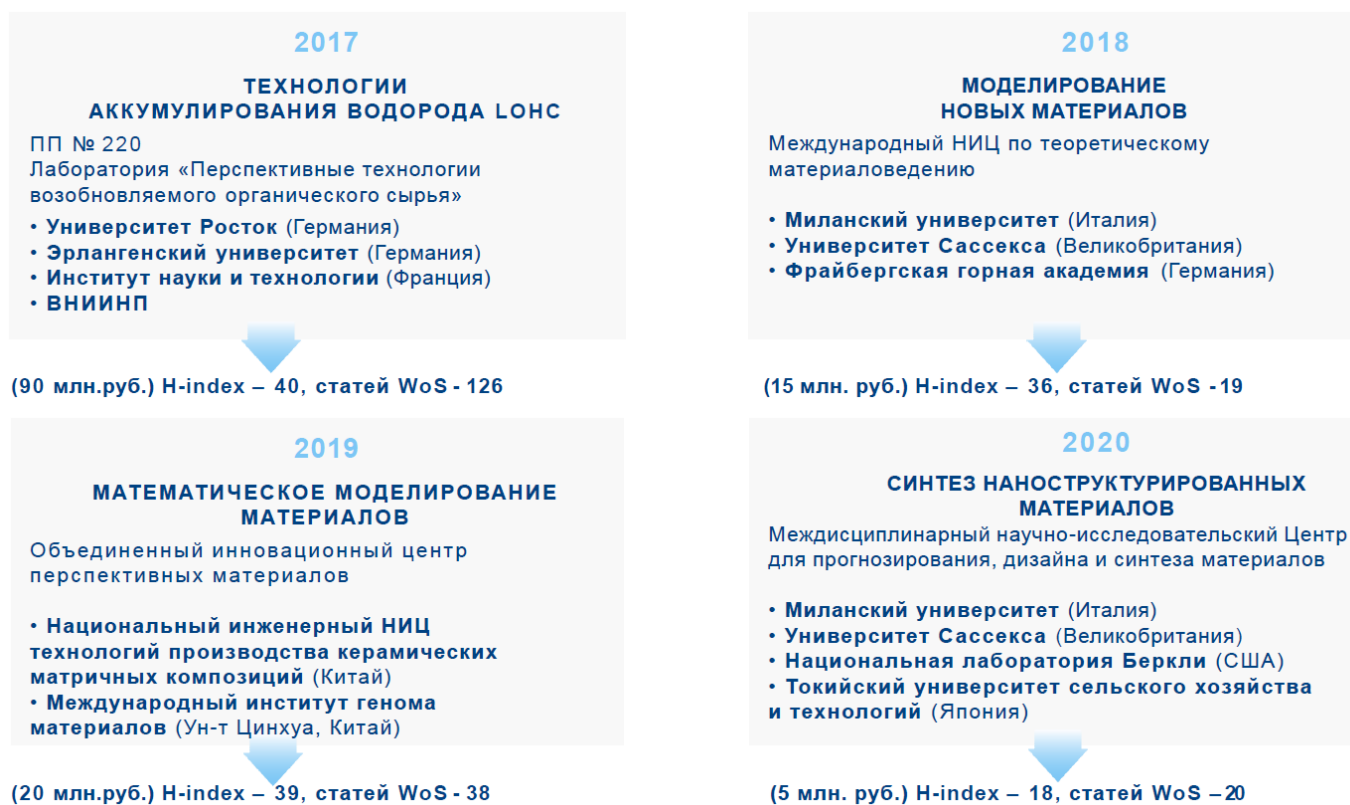 2017
ТЕХНОЛОГИИ
АККУМУЛИРОВАНИЯ ВОДОРОДА LOHC
ПП № 220
Лаборатория «Перспективные технологии
возобновляемого органического сырья»
• Университет Росток (Германия)
• Эрлангенский университет (Германия)
• Институт науки и технологии (Франция)
• ВНИИНП
(90 млн.руб.) H-index – 40, статей WoS - 126
2018
МОДЕЛИРОВАНИЕ
НОВЫХ МАТЕРИАЛОВ
Международный НИЦ по теоретическому
материаловедению
• Миланский университет (Италия)
• Университет Сассекса (Великобритания)
• Фрайбергская горная академия (Германия)
(15 млн. руб.) H-index – 36, статей WoS -19
2019
МАТЕМАТИЧЕСКОЕ МОДЕЛИРОВАНИЕ
МАТЕРИАЛОВ
Объединенный инновационный центр
перспективных материалов
• Национальный инженерный НИЦ
технологий производства керамических
матричных композиций (Китай)
• Международный институт генома
материалов (Ун-т Цинхуа, Китай)
(20 млн.руб.) H-index – 39, статей WoS - 38
2020
СИНТЕЗ НАНОСТРУКТУРИРОВАННЫХ
МАТЕРИАЛОВ
Междисциплинарный научно-исследовательский Центр
для прогнозирования, дизайна и синтеза материалов
• Миланский университет (Италия)
• Университет Сассекса (Великобритания)
• Национальная лаборатория Беркли (США)
• Токийский университет сельского хозяйства
и технологий (Япония)
(5 млн. руб.) H-index – 18, статей WoS –20